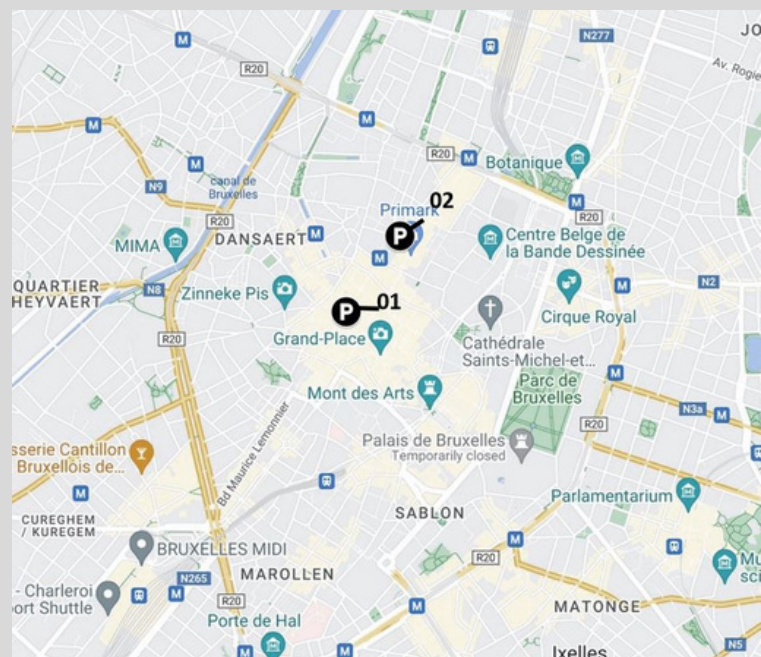 JO
N277
M
R20
Av. Rogie
M
M
R20
Botanique
M
N9
canal de
Bruxelles
M
02
Primark
R20
R20
MIMA
DANSAERT
M
P
Centre Belge de
la Bande Dessinée
M
N2
QUARTIER
HEYVAERT
N8
Zinneke Pis
P
01
Cirque Royal
R20
Grand-Place
Cathédrale
Saints-Michel-et...
M
Parc de
Bruxelles
Mont des Arts
N3a
R20
Bd Maurice Lemonnier
sserie Cantillon
Bruxellois de...
Palais de Bruxelles
Temporarily closed
M
M
Parlamentarium
SABLON
CUREGHEM
/ KUREGEM
M
M
BRUXELLES MIDI
R20
Mu
sci
MAROLLEN
- Charleroi
port Shuttle
N265
M
R20
M
MATONGE
Porte de Hal
M
N5
Ixelles